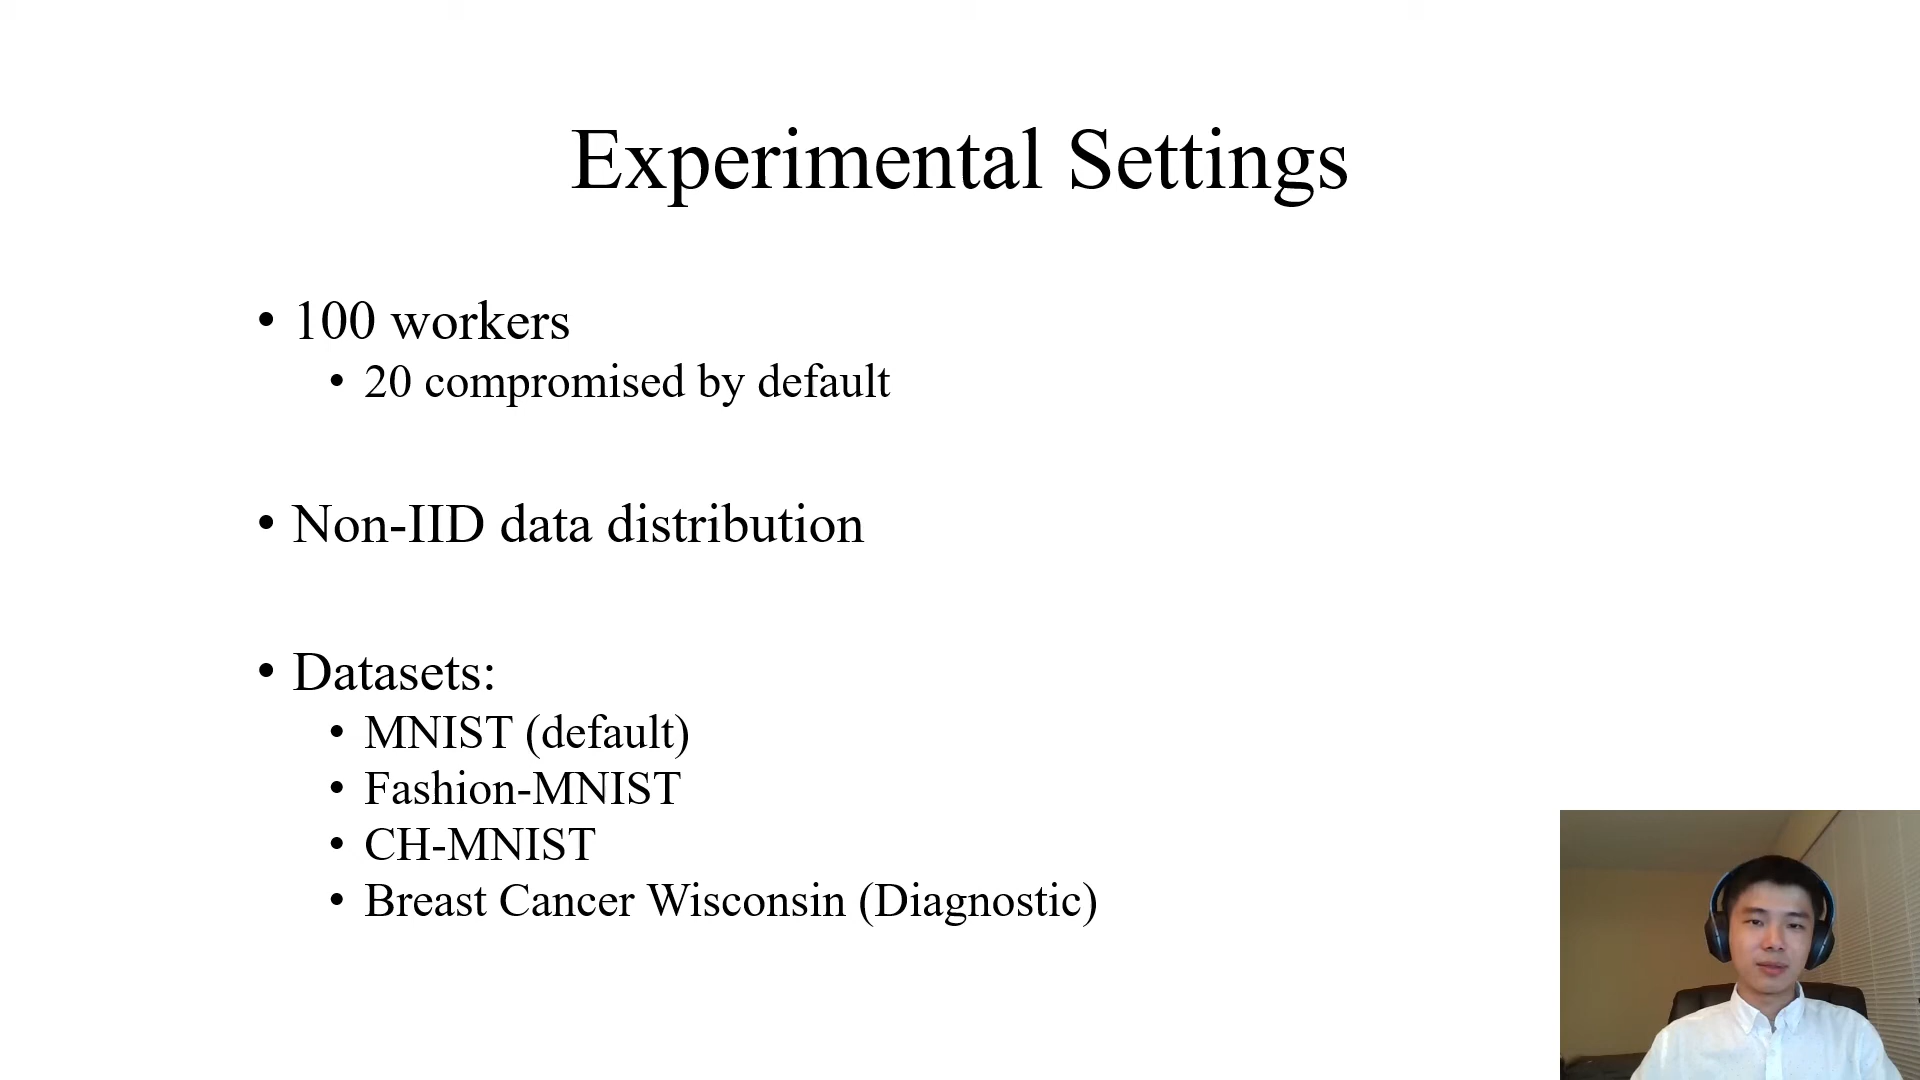 Experimental Settings
• 100 workers
• 20 compromised by default
• Non-IID data distribution
• Datasets:
• MNIST (default)
• Fashion-MNIST
• CH-MNIST
• Breast Cancer Wisconsin (Diagnostic)